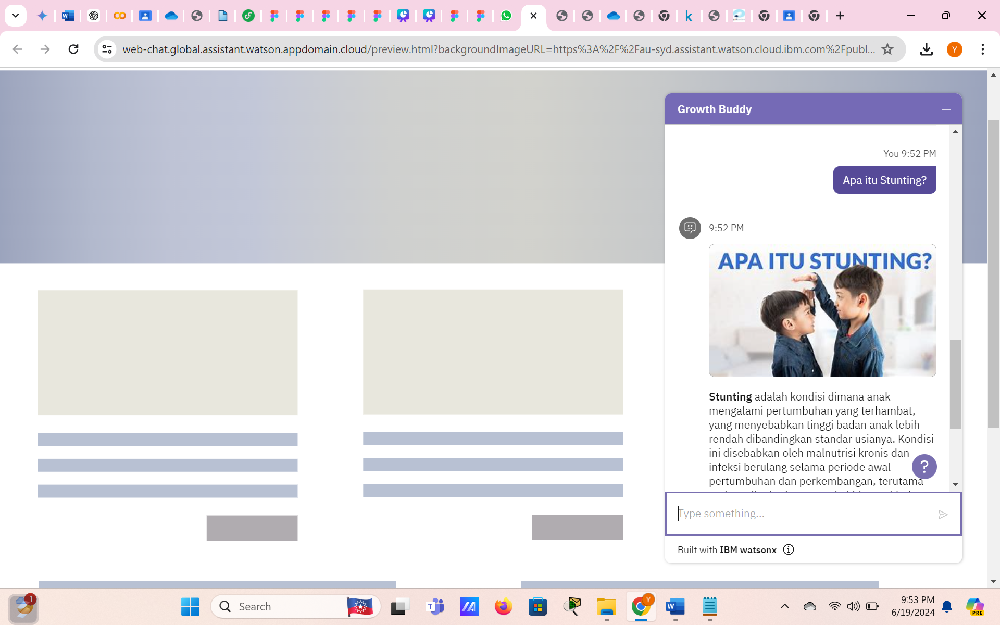 web-chat.global.assistant.watson.appdomain.cloud/preview.html?backgroundImageURL=https%3A%2F%2Fau-syd.assistant.watson.cloud.ibm.com%2Fpubl...
Y
Growth Buddy
You 9:52 PM
Apa itu Stunting?
9:52 PM
APA ITU STUNTING?
Stunting adalah kondisi dimana anak
mengalami pertumbuhan yang terhambat,
yang menyebabkan tinggi badan anak lebih
rendah dibandingkan standar usianya. Kondisi
ini disebabkan oleh malnutrisi kronis dan
infeksi berulang selama periode awal
pertumbuhan dan perkembangan, terutama
?
Type something...
Built with IBM watsonx
1
Search
Y
9:53 PM
6/19/2024
PRE